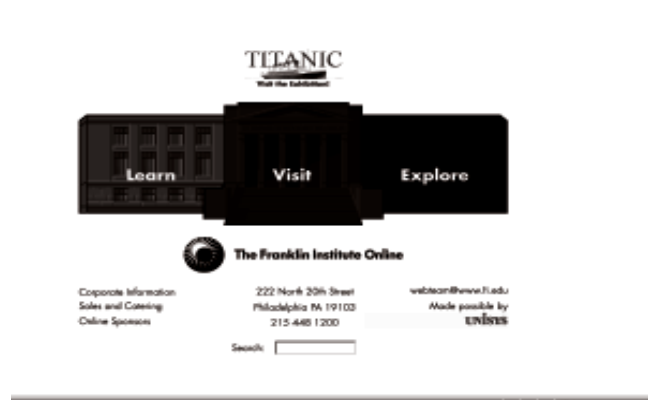 TITANIC
Visit the Exhibition!
Learn Visit Explore
The Franklin Institute Online
Corporate Information
Sales and Catering
Online Sponsors
222 North 20th Street
Philadelphia PA 19103
215 448 1200
webteam@www.fi.edu
Made possible by
UNISYS
Search: